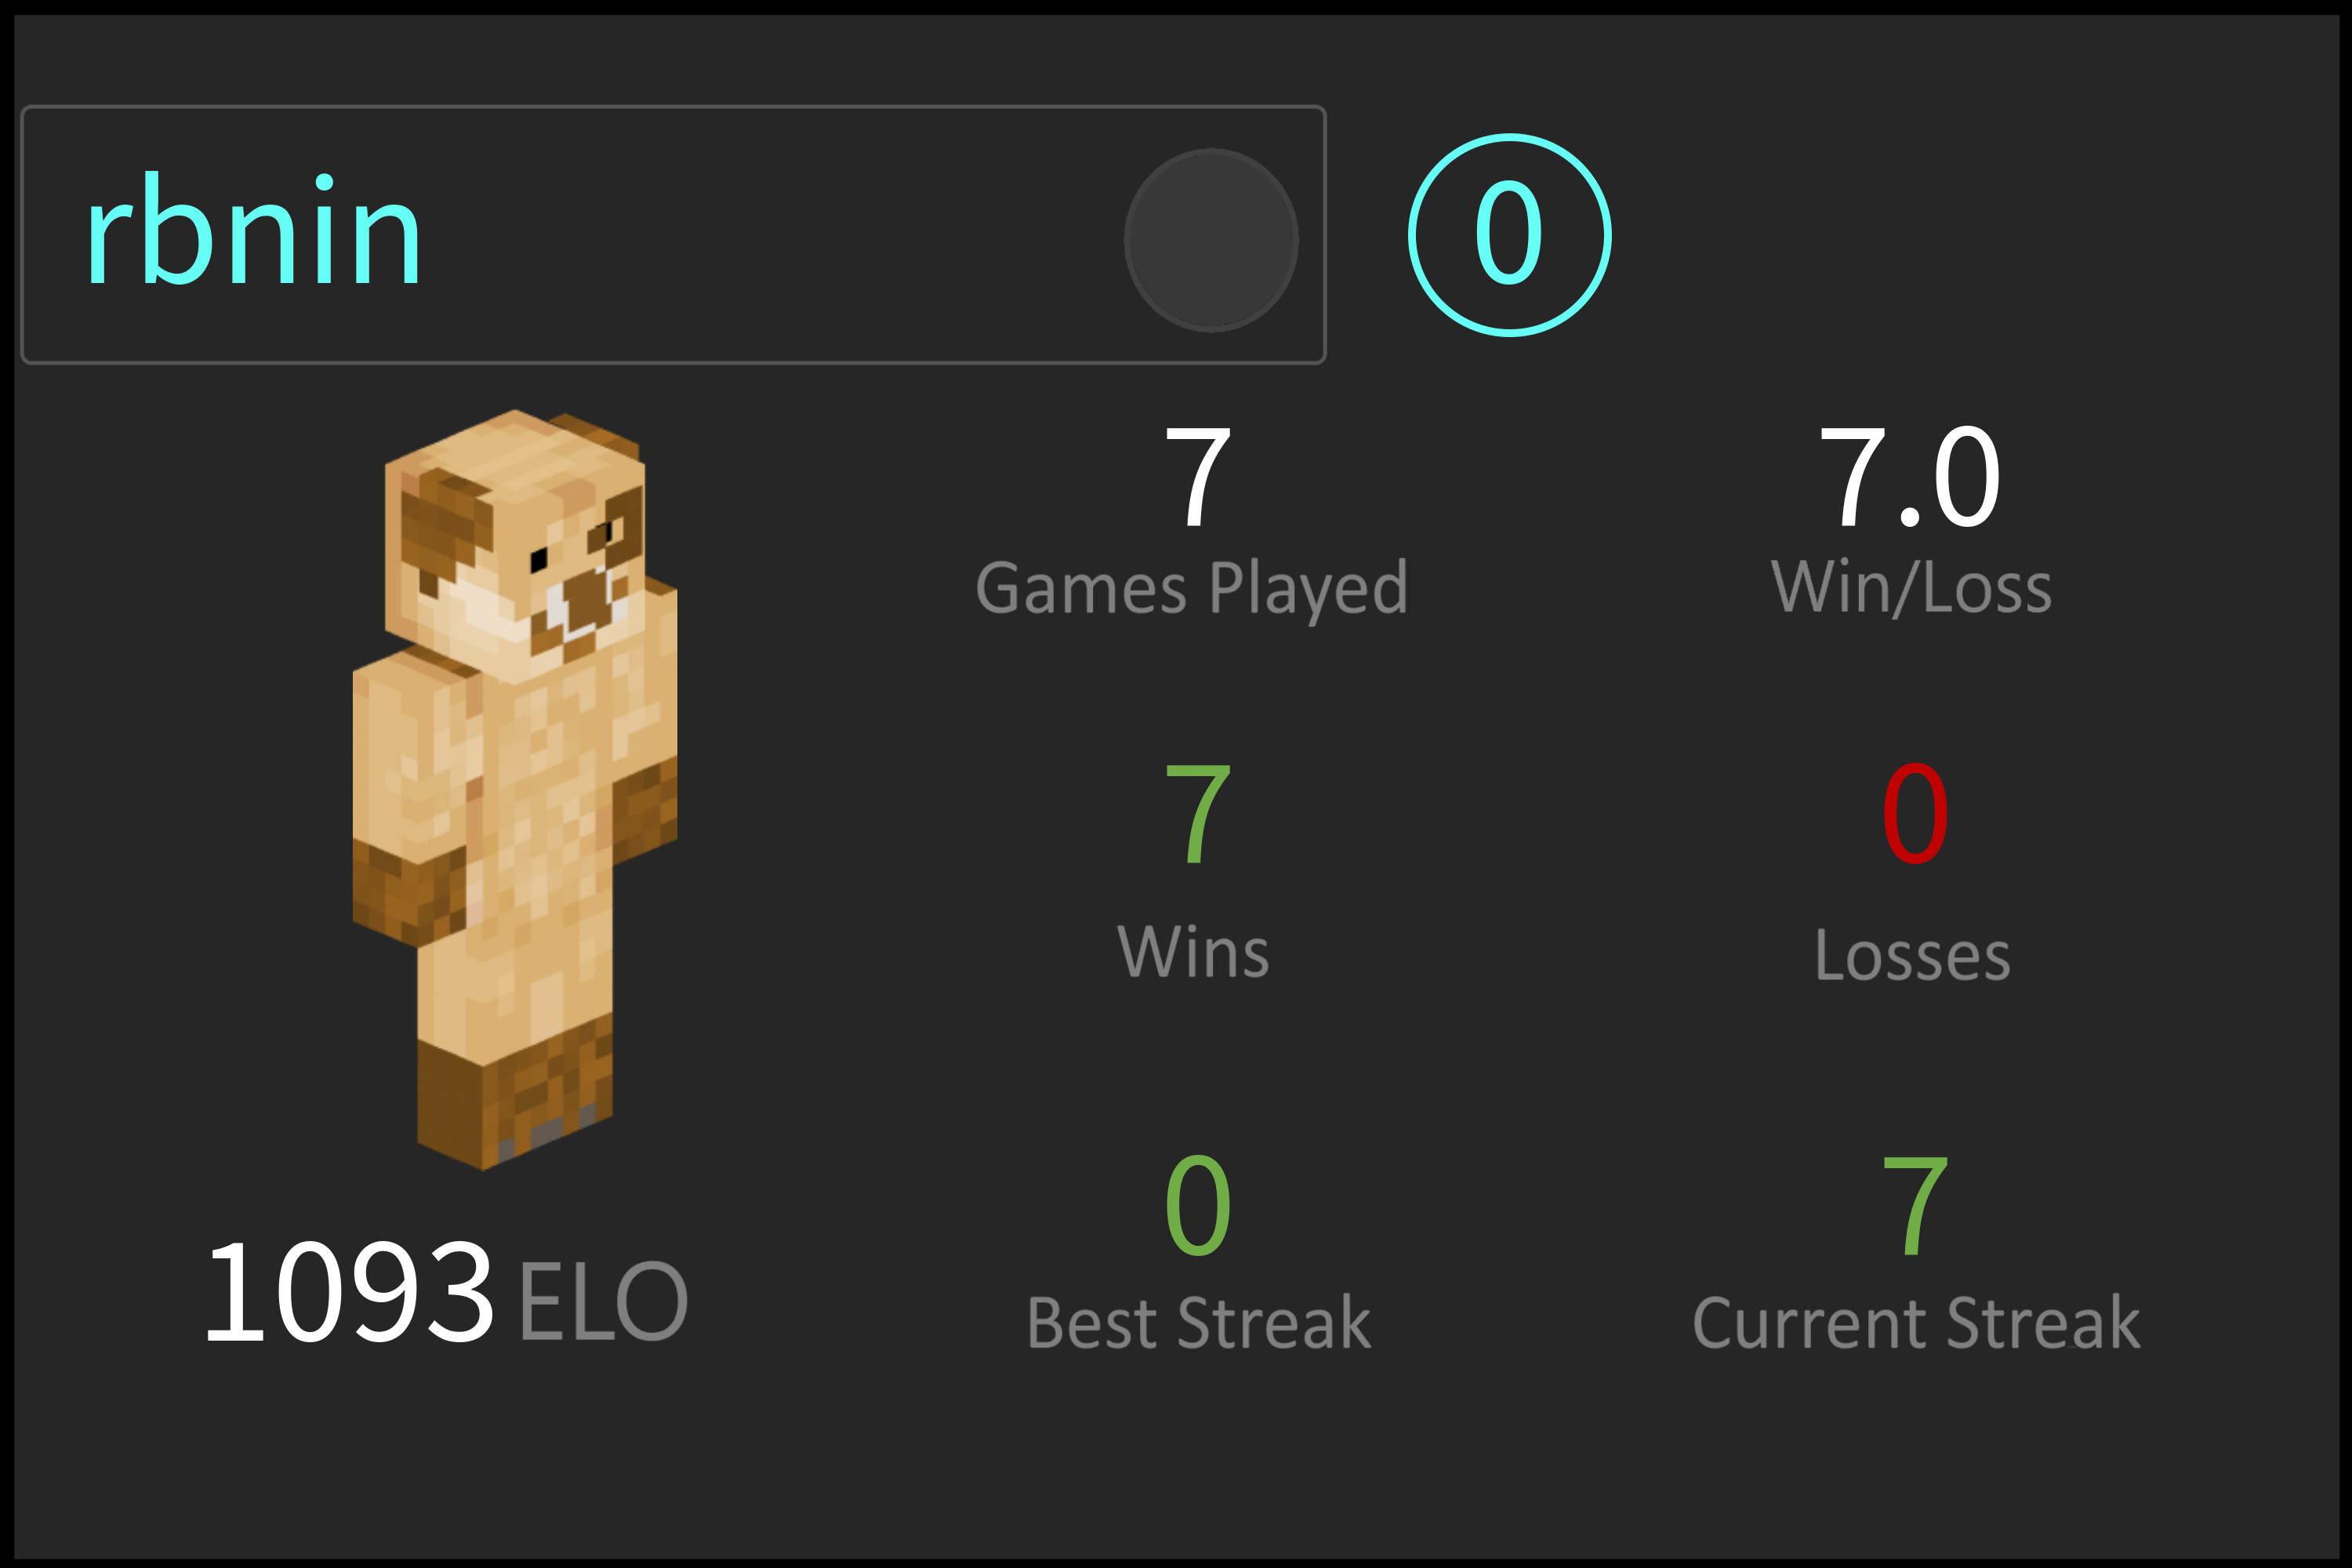 rbnin
0
7
7.0
Games Played
Win/Loss
7
0
Wins
Losses
0
7
Best Streak
Current Streak
1093 ELO